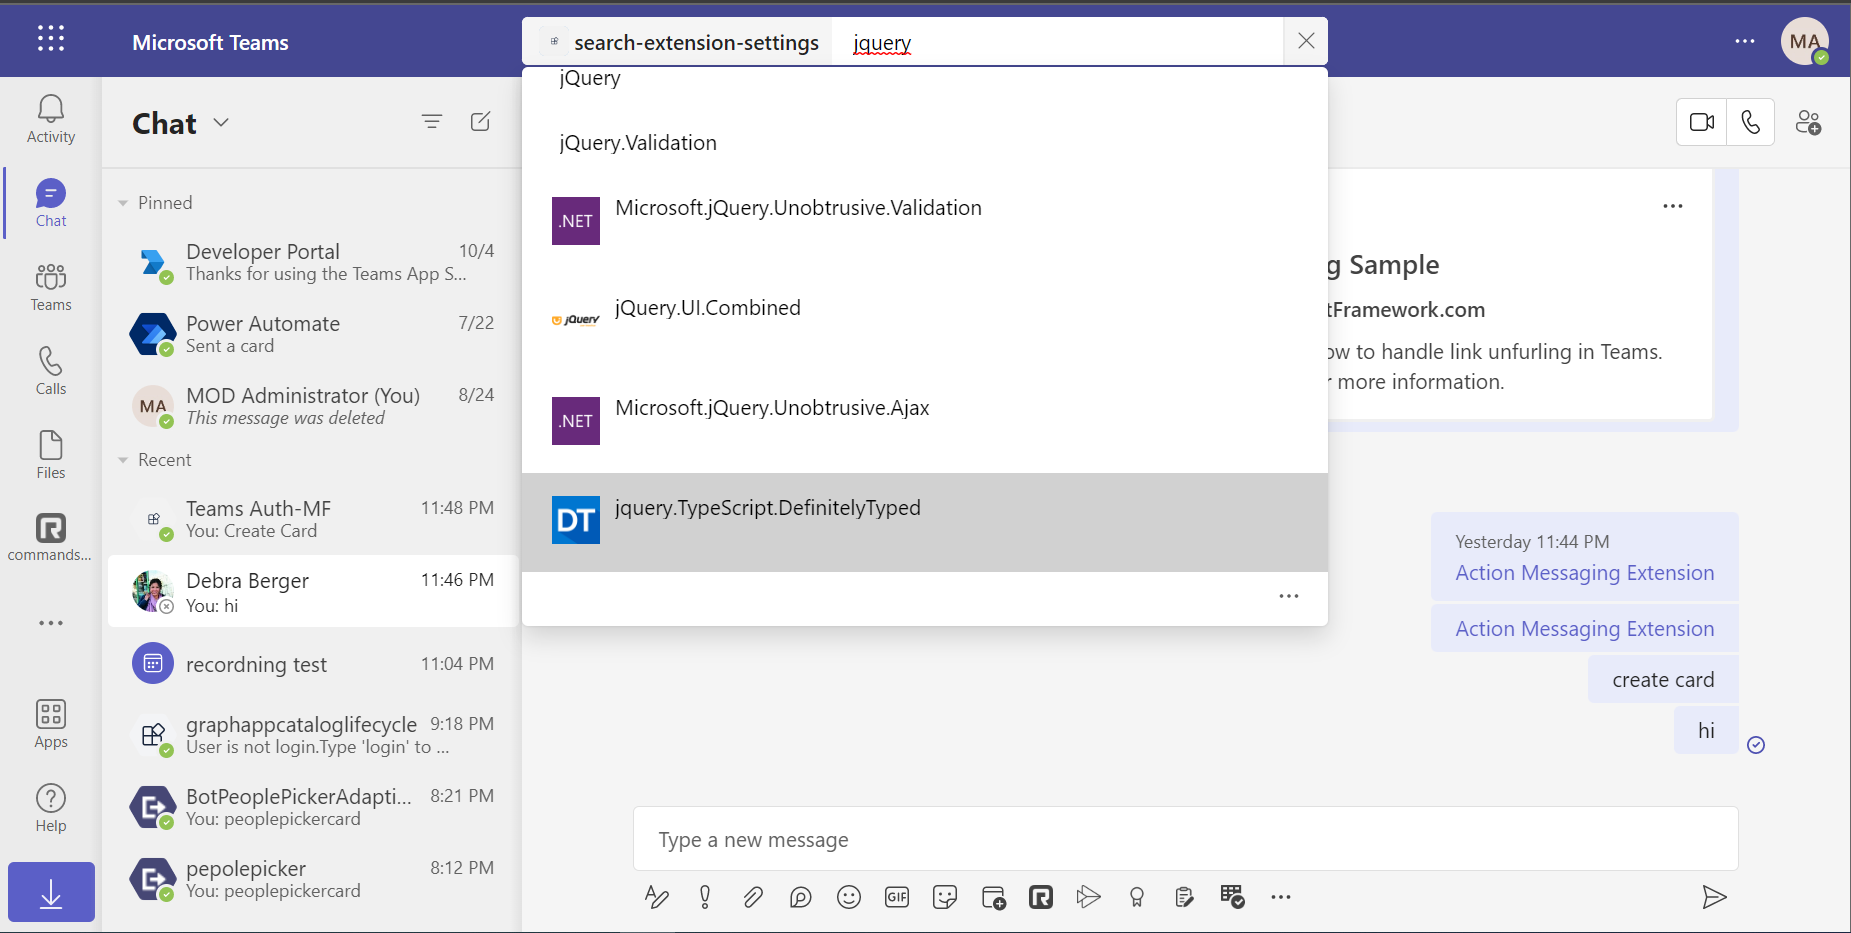 Microsoft Teams
search-extension-settings
jquery
MA
Activity
Chat
Teams
Calls
Files
commands...
Apps
Help
Chat
Pinned
Developer Portal 10/4
Thanks for using the Teams App S...
Power Automate 7/22
Sent a card
MA
MOD Administrator (You) 8/24
This message was deleted
Recent
Teams Auth-MF 11:48 PM
You: Create Card
Debra Berger 11:46 PM
You: hi
recordning test 11:04 PM
graphappcataloglifecycle 9:18 PM
User is not login.Type 'login' to ...
BotPeoplePickerAdapti... 8:21 PM
You: peoplepickercard
pepolepicker 8:12 PM
You: peoplepickercard
jQuery
jQuery.Validation
.NET
Microsoft.jQuery.Unobtrusive.Validation
jQuery
jQuery.UI.Combined
.NET
Microsoft.jQuery.Unobtrusive.Ajax
DT
jquery.TypeScript.DefinitelyTyped
g Sample
tFramework.com
ow to handle link unfurling in Teams.
r more information.
Yesterday 11:44 PM
Action Messaging Extension
Action Messaging Extension
create card
hi
Type a new message
GIF